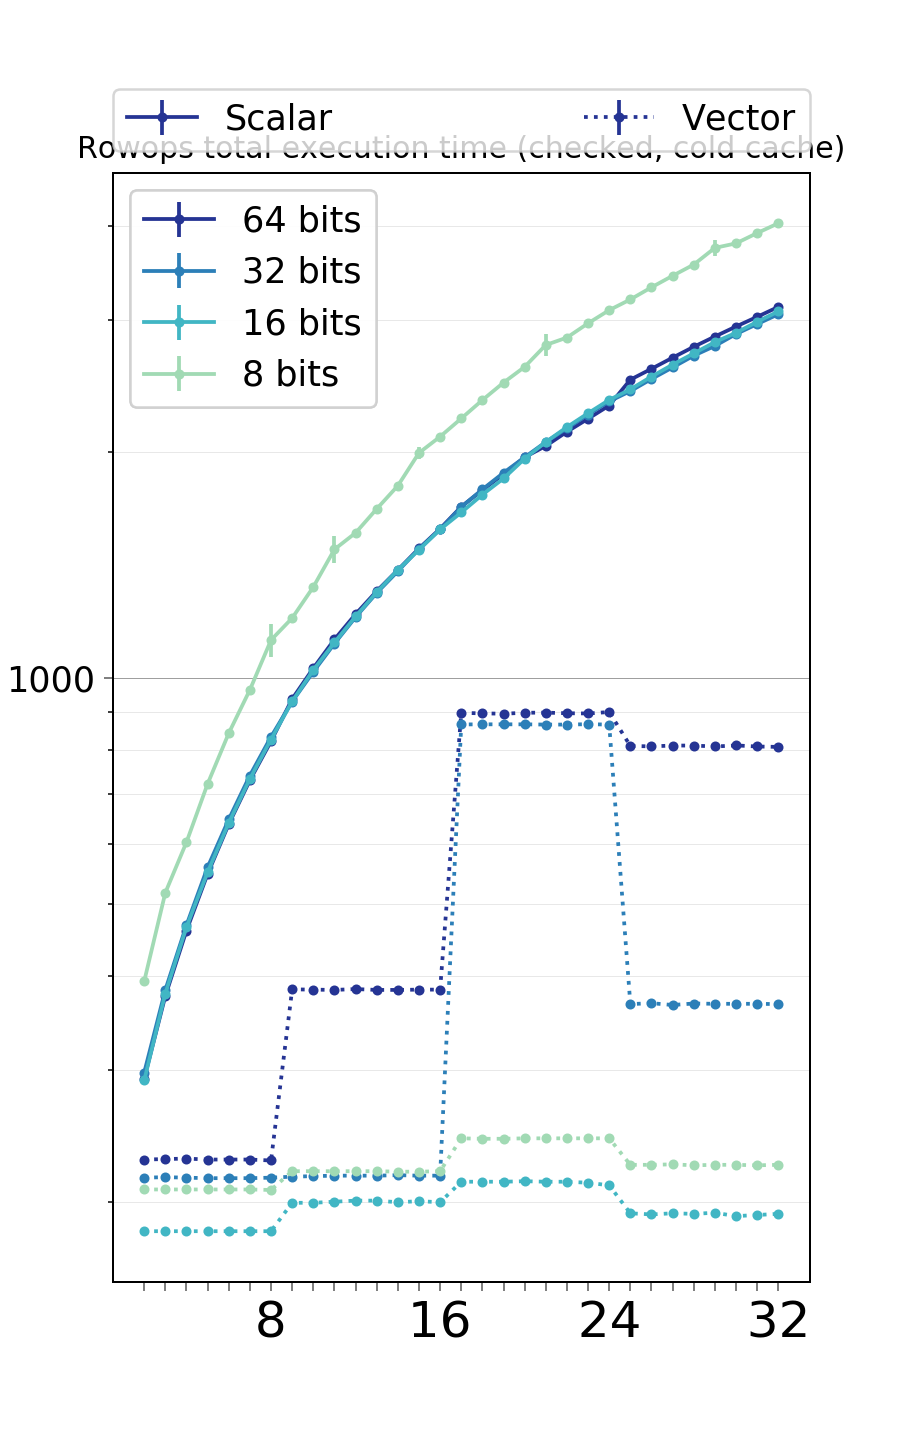 Scalar
Vector
Rowops total execution time (checked, cold cache)
64 bits
32 bits
16 bits
8 bits
1000
8 16 24 32